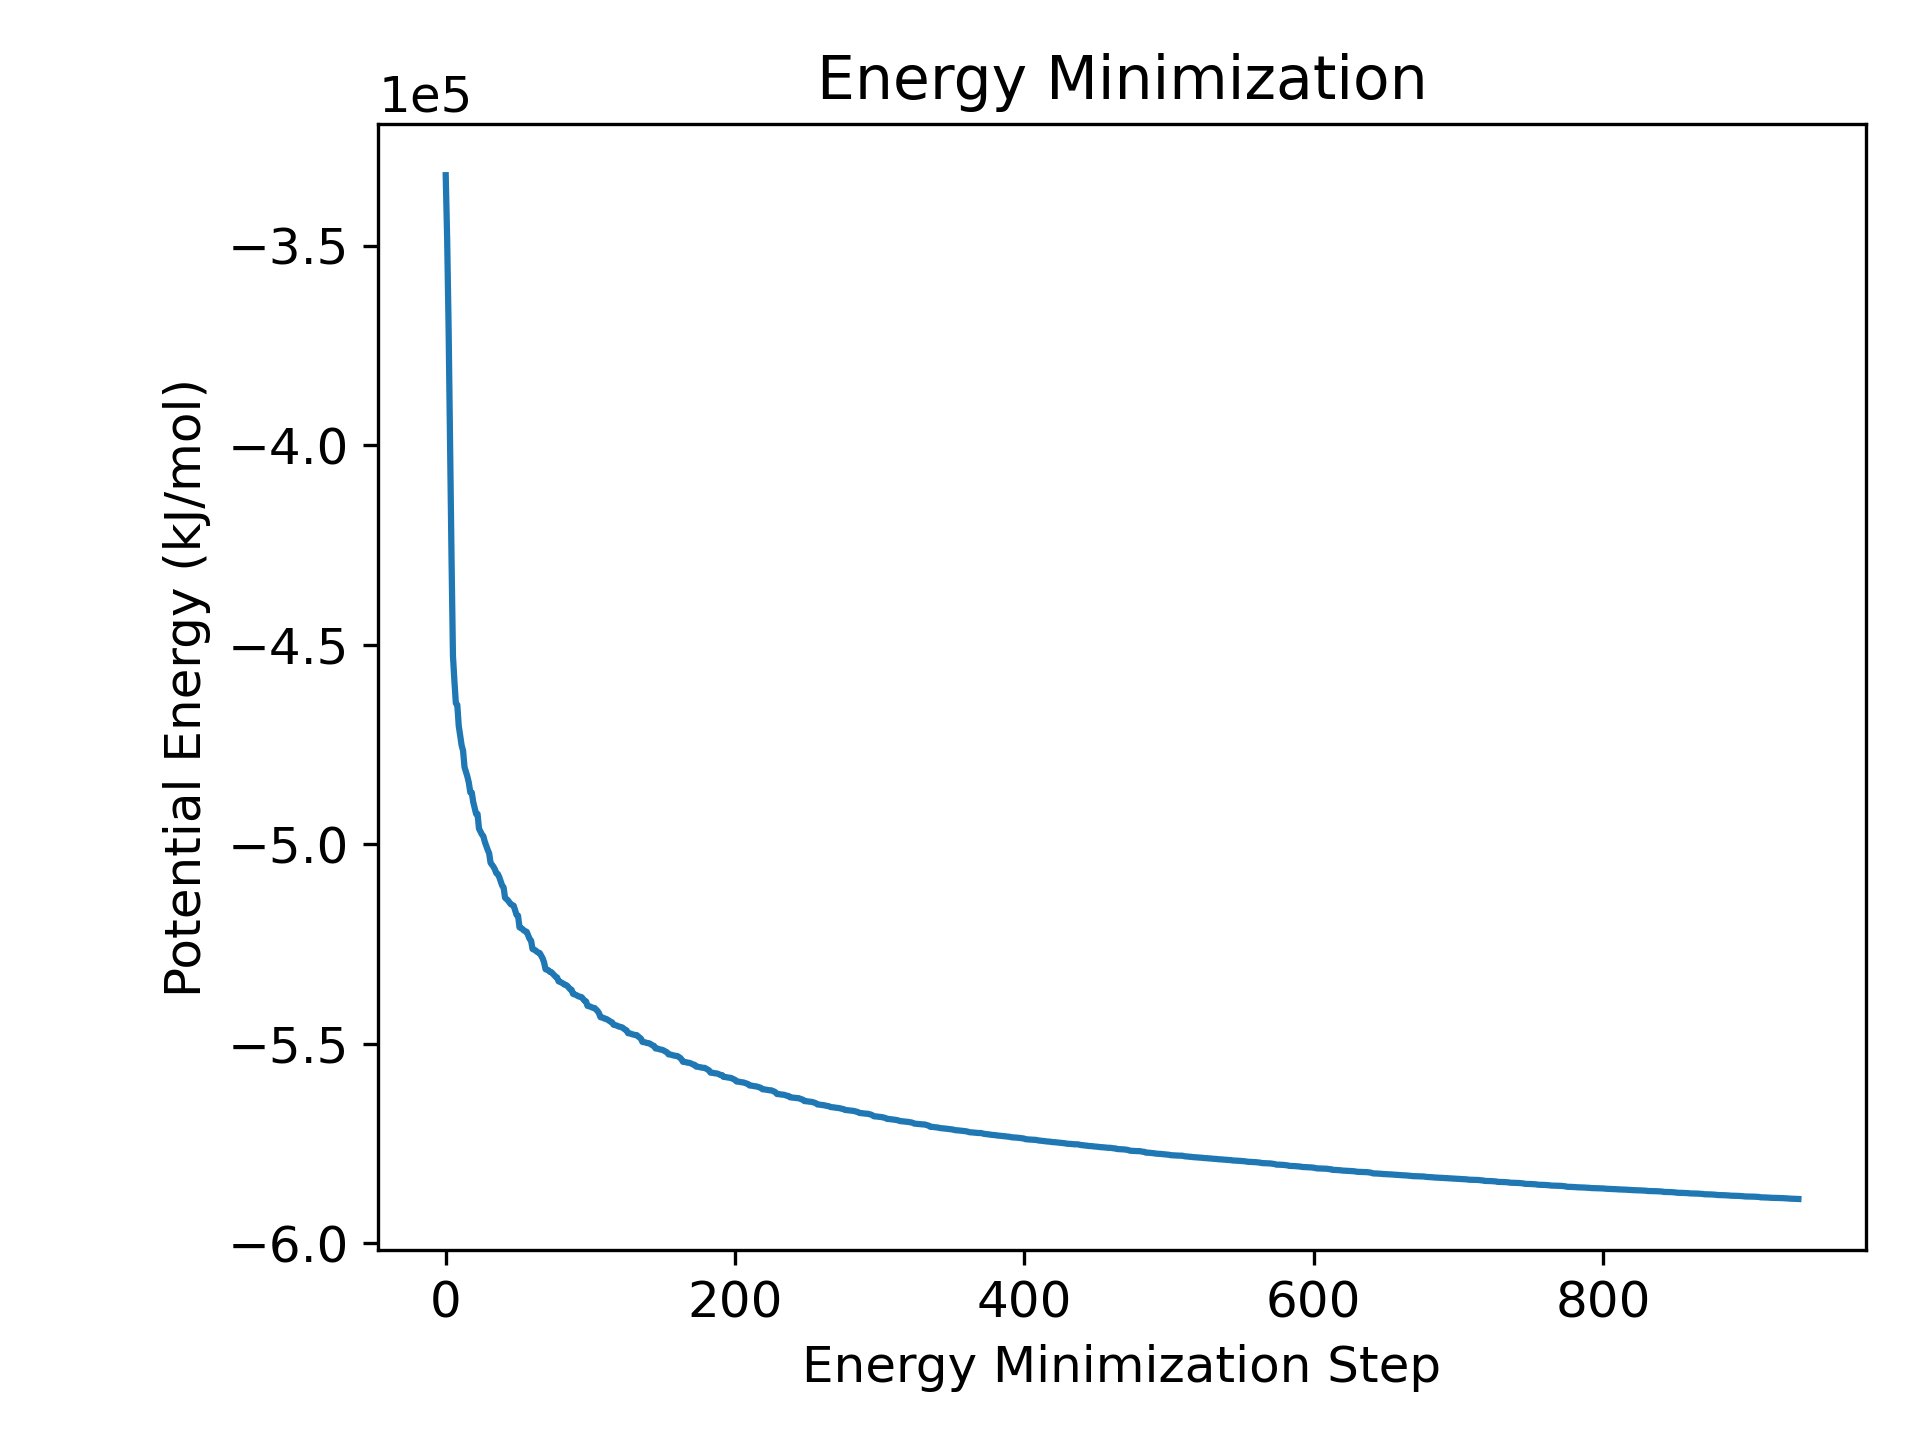 Energy Minimization
1e5
−3.5
−4.0
−4.5
−5.0
−5.5
−6.0
Potential Energy (kJ/mol)
0 200 400 600 800
Energy Minimization Step